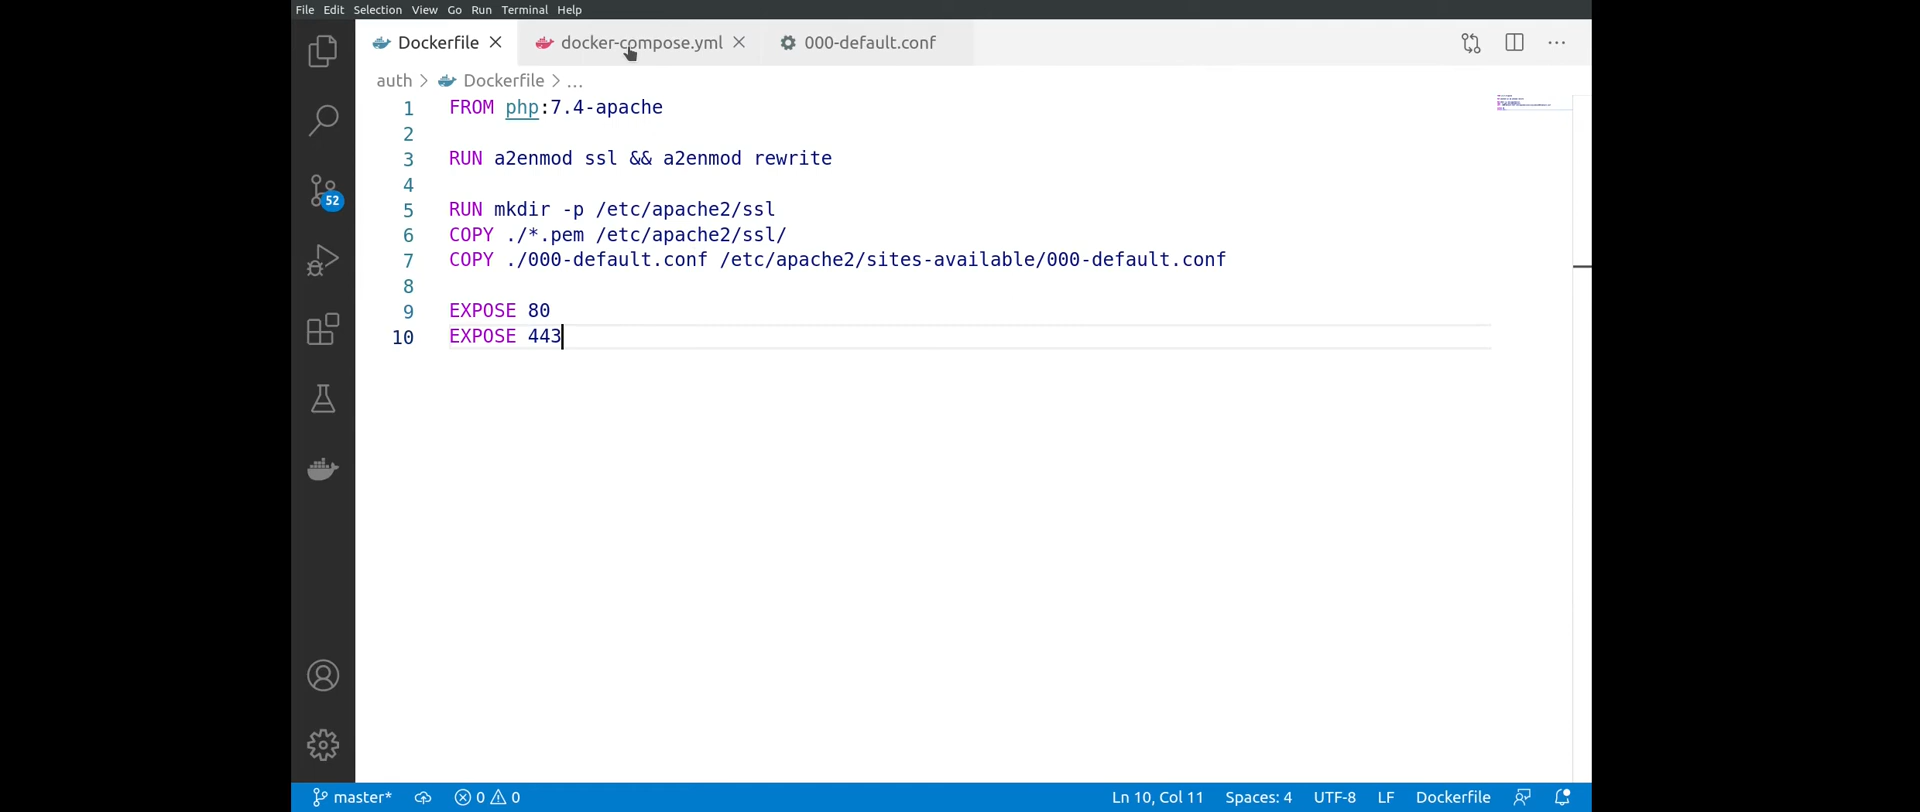 File Edit Selection View Go Run Terminal Help
Dockerfile docker-compose.yml 000-default.conf
auth > Dockerfile > ...
1 FROM php:7.4-apache
2
3 RUN a2enmod ssl && a2enmod rewrite
4
5 RUN mkdir -p /etc/apache2/ssl
6 COPY ./*.pem /etc/apache2/ssl/
7 COPY ./000-default.conf /etc/apache2/sites-available/000-default.conf
8
9 EXPOSE 80
10 EXPOSE 443
52
master* 0 0 Ln 10, Col 11 Spaces: 4 UTF-8 LF Dockerfile